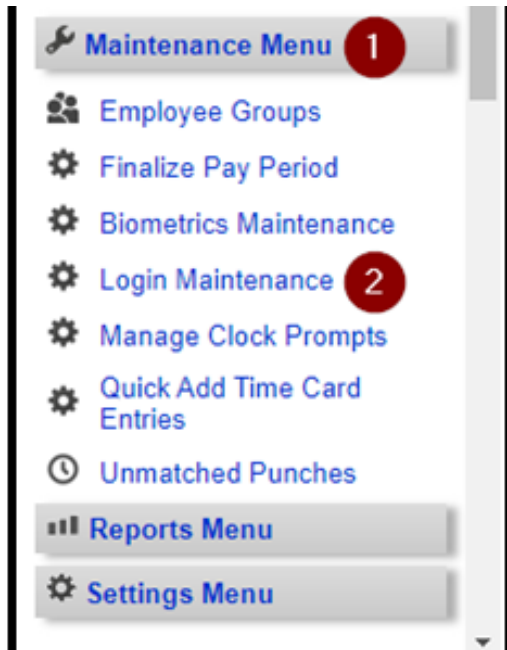 Maintenance Menu 1
Employee Groups
Finalize Pay Period
Biometrics Maintenance
Login Maintenance 2
Manage Clock Prompts
Quick Add Time Card
Entries
Unmatched Punches
Reports Menu
Settings Menu